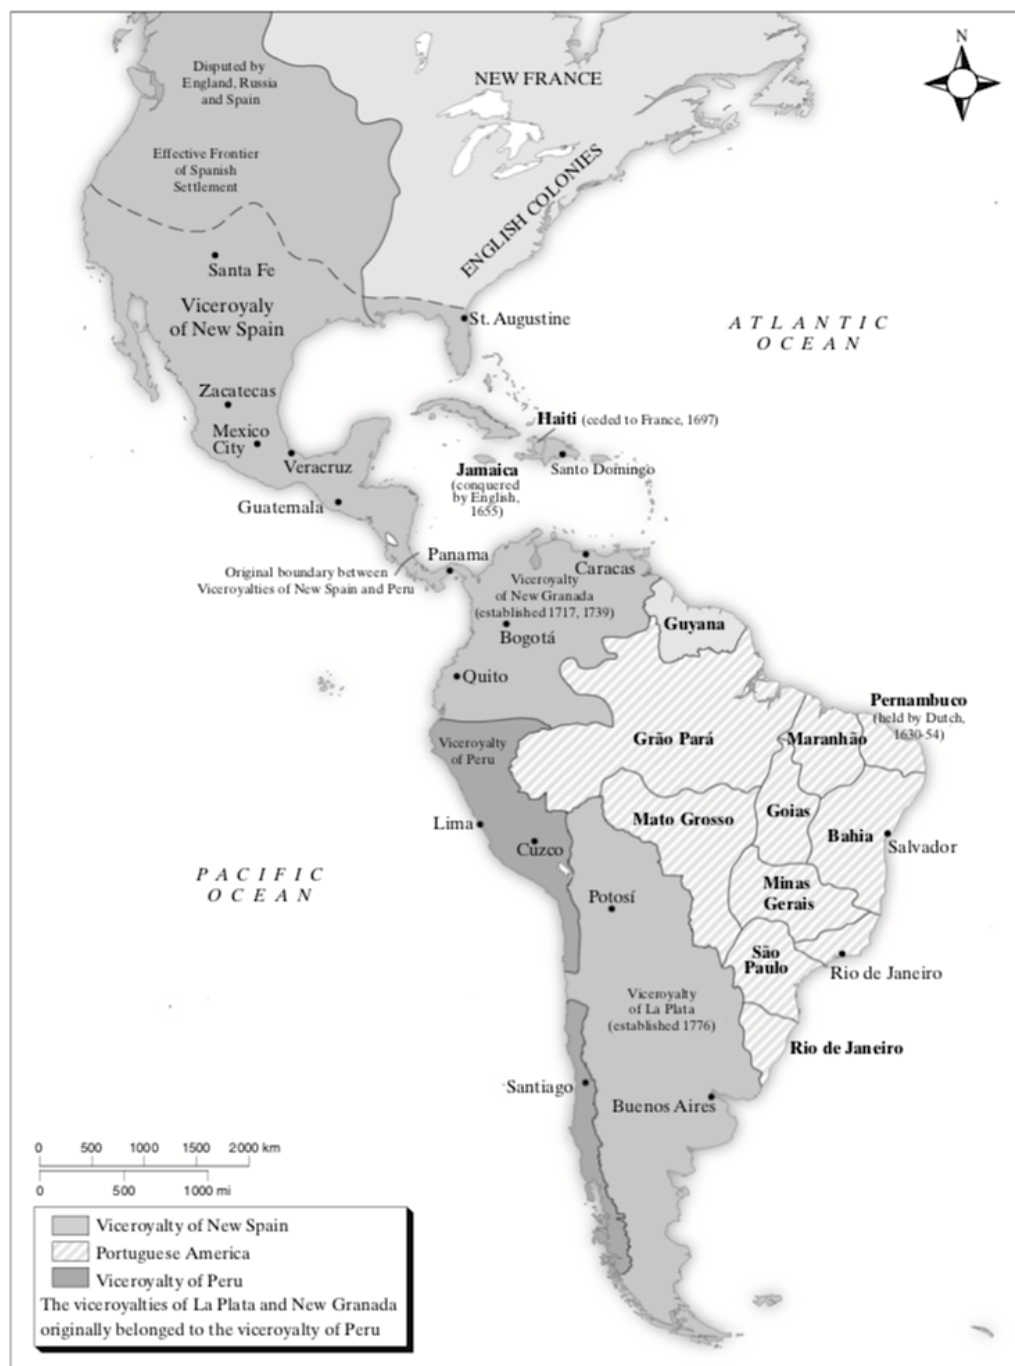 N
Disputed by
England, Russia
and Spain
NEW FRANCE
Effective Frontier
of Spanish
Settlement
ENGLISH COLONIES
Santa Fe
Viceroyaly
of New Spain
St. Augustine
ATLANTIC
OCEAN
Zacatecas
Mexico
City
Veracruz
Guatemala
Haiti (ceded to France, 1697)
Santo Domingo
Jamaica
(conquered
by English,
1655)
Panama
Original boundary between
Viceroyalties of New Spain and Peru
Caracas
Viceroyalty
of New Granada
(established 1717, 1739)
Bogotá
Guyana
Quito
Pernambuco
(held by Dutch,
1630-54)
Grão Pará
Maranhão
Viceroyalty
of Peru
Lima
Cuzco
Mato Grosso
Goias
Bahia
Salvador
PACIFIC
OCEAN
Potosí
Minas
Gerais
São
Paulo
Rio de Janeiro
Viceroyalty
of La Plata
(established 1776)
Rio de Janeiro
Santiago
Buenos Aires
0 500 1000 1500 2000 km
0 500 1000 mi
Viceroyalty of New Spain
Portuguese America
Viceroyalty of Peru
The viceroyalties of La Plata and New Granada
originally belonged to the viceroyalty of Peru